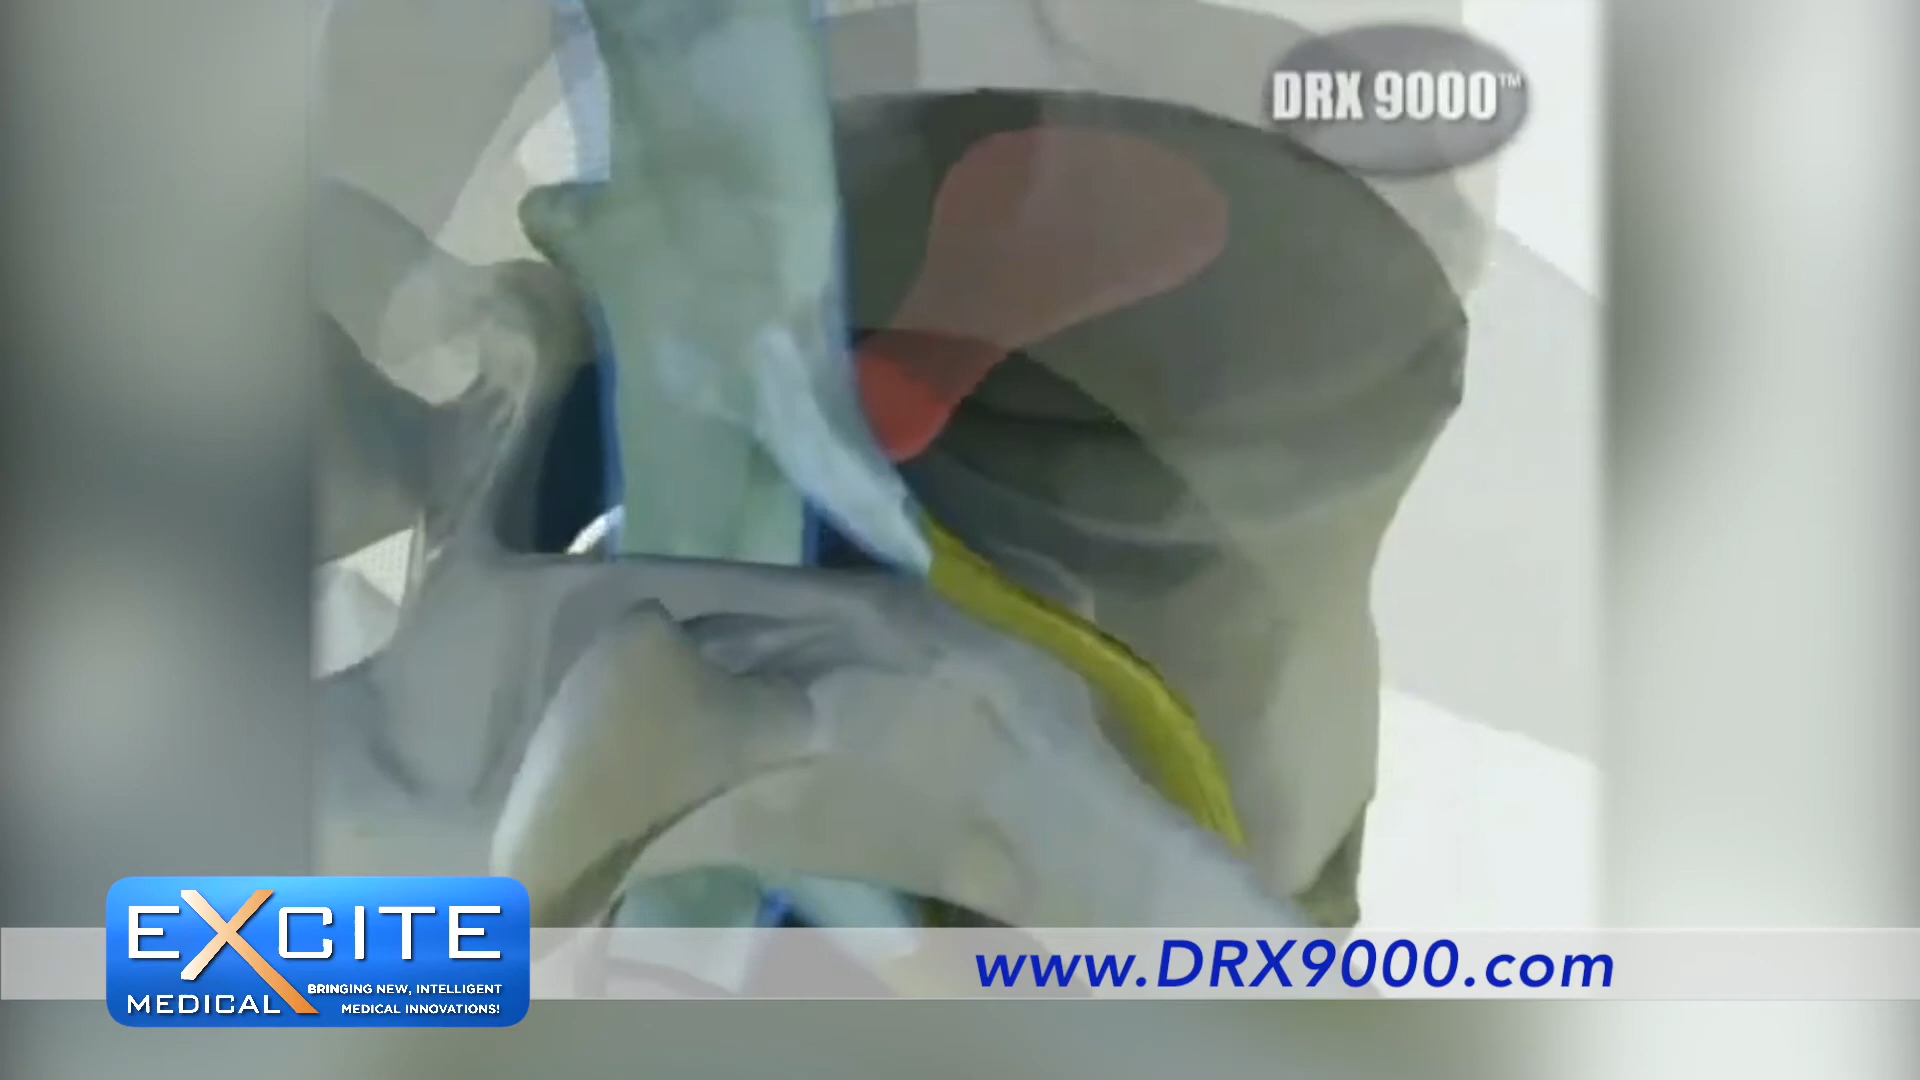 DRX 9000™
EXCITE
MEDICAL
BRINGING NEW, INTELLIGENT
MEDICAL INNOVATIONS!
www.DRX9000.com